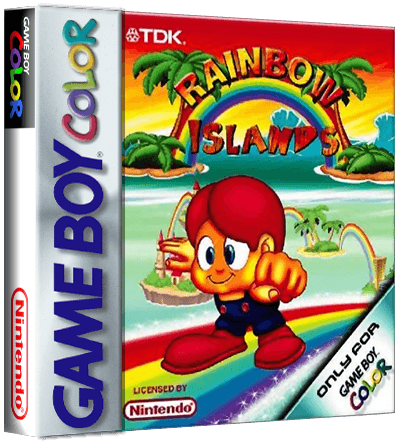 GAME BOY
COLOR
Nintendo
GAME BOY COLOR
TDK
RAINBOW
ISLANDS
LICENSED BY
Nintendo
ONLY FOR
GAME BOY
COLOR